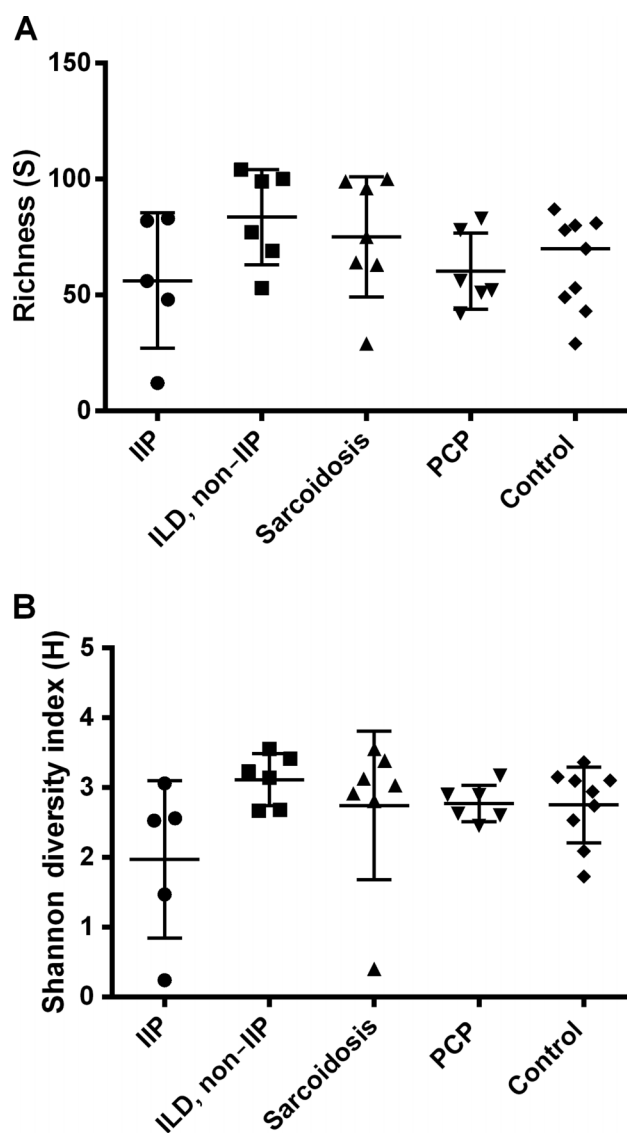 A
Richness (S)
150
100
50
0
IIP
ILD, non-IIP
Sarcoidosis
PCP
Control
B
Shannon diversity index (H)
5
4
3
2
1
0
IIP
ILD, non-IIP
Sarcoidosis
PCP
Control